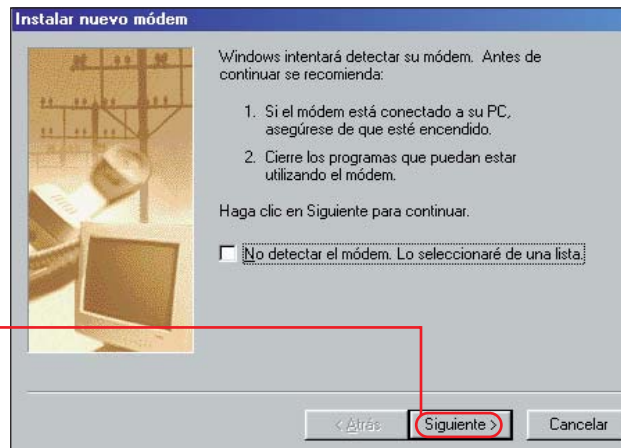 Instalar nuevo módem
Windows intentará detectar su módem. Antes de
continuar se recomienda:
1. Si el módem está conectado a su PC,
asegúrese de que esté encendido.
2. Cierre los programas que puedan estar
utilizando el módem.
Haga clic en Siguiente para continuar.
No detectar el módem. Lo seleccionaré de una lista.
< Atrás
Siguiente >
Cancelar